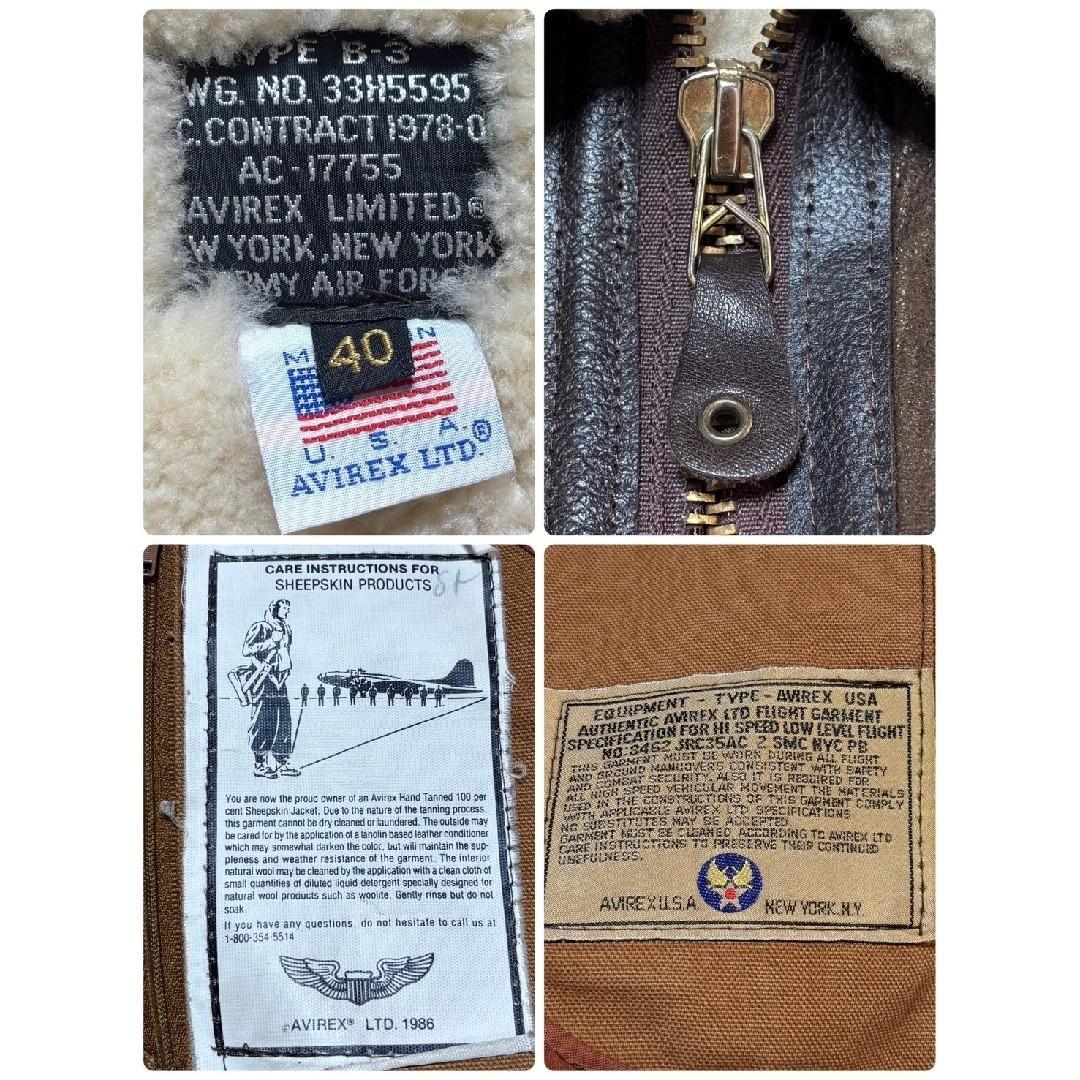 TYPE B-3
WG. NO. 33H5595
C. CONTRACT 1978-0
AC-17755
AVIREX LIMITED®
W YORK, NEW YORK
RMY AIR FOR
40
M N
U. S. A.
AVIREX LTD.®
CARE INSTRUCTIONS FOR
SHEEPSKIN PRODUCTS
You are now the proud owner of an Avirex Hand Tanned 100 per
cent Sheepskin Jacket. Due to the nature of the tanning process,
this garment cannot be dry cleaned or laundered. The outside may
be cared for by the application of a lanolin based leather conditioner
which may somewhat darken the color, but will maintain the sup-
pleness and weather resistance of the garment. The interior
natural wool may be cleaned by the application with a clean cloth of
small quantities of diluted liquid detergent specially designed for
natural wool products such as woolite. Gently rinse but do not
soak.
If you have any questions, do not hesitate to call us at
1-800-354-5514
©AVIREX® LTD. 1986
EQUIPMENT - TYPE - AVIREX USA
AUTHENTIC AVIREX LTD FLIGHT GARMENT
SPECIFICATION FOR HI SPEED LOW LEVEL FLIGHT
NO. 3462 JRC35AC 2 SMC NYC PB
THIS GARMENT MUST BE WORK DURING ALL FLIGHT
AND GROUND MANUOVERS CONSISTENT WITH SAFETY
AND COMBAT SECURITY. ALSO IT IS REQUIRED FOR
ALL HIGH SPEED VEHICULAR MOVEMENT THE MATERIALS
USED IN THE CONSTRUCTIONS OF THIS GARMENT COMPLY
WITH APPLICABLE AVIREX LTD SPECIFICATIONS
NO SUBSTITUTES MAY BE ACCEPTED
GARMENT MUST BE CLEANED ACCORDING TO AVIREX LTD
CARE INSTRUCTIONS TO PRESERVE THEIR CONTINUED
USEFULNESS.
AVIREX U.S.A. NEW YORK, N.Y.